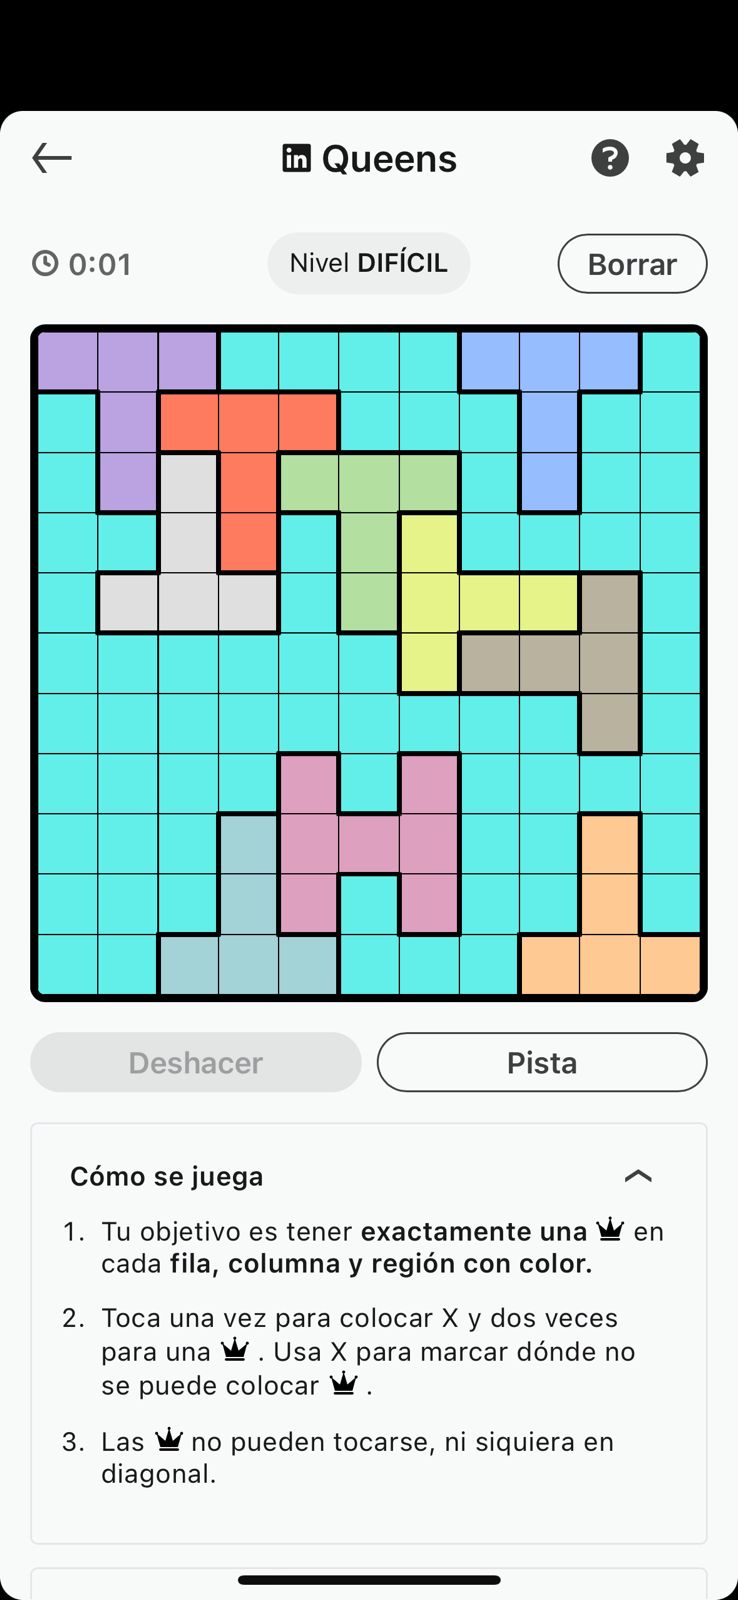 in Queens
?
0:01
Nivel DIFÍCIL
Borrar
Deshacer
Pista
Cómo se juega
1. Tu objetivo es tener exactamente una en
cada fila, columna y región con color.
2. Toca una vez para colocar X y dos veces
para una . Usa X para marcar dónde no
se puede colocar .
3. Las no pueden tocarse, ni siquiera en
diagonal.